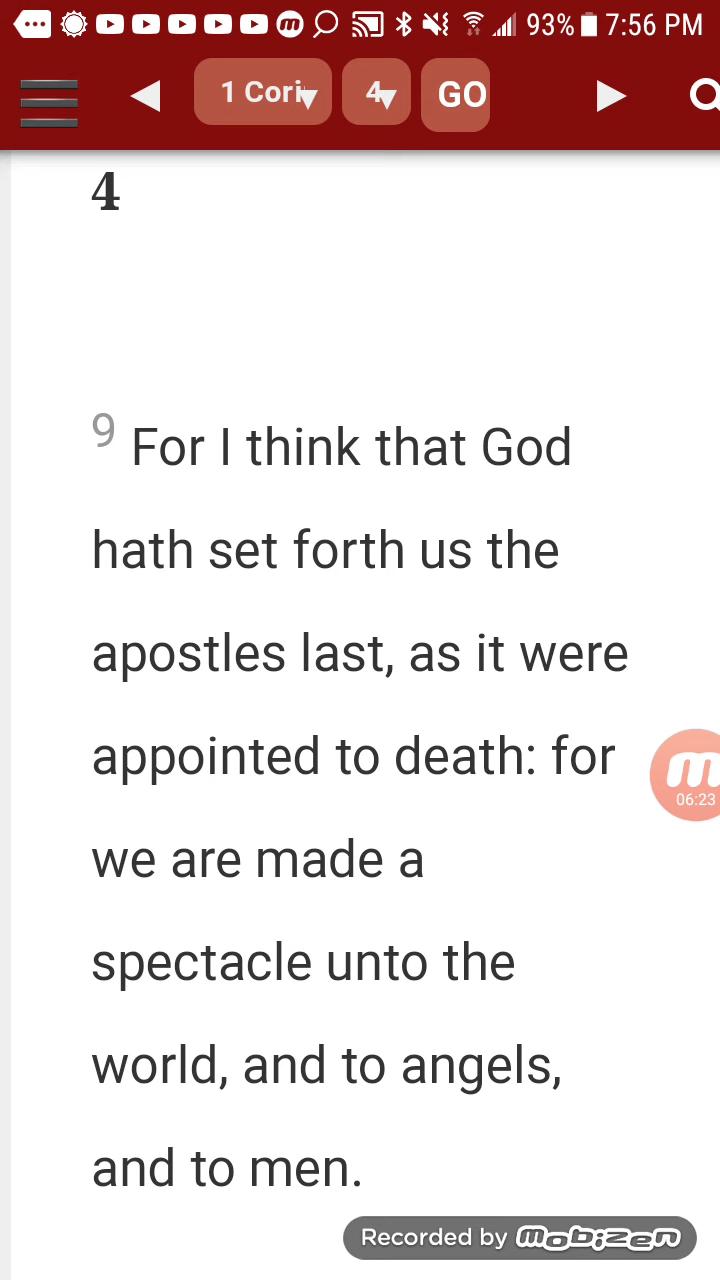 93% 7:56 PM
1 Cori 4 GO
4
9 For I think that God
hath set forth us the
apostles last, as it were
appointed to death: for
06:23
we are made a
spectacle unto the
world, and to angels,
and to men.
Recorded by mobizen